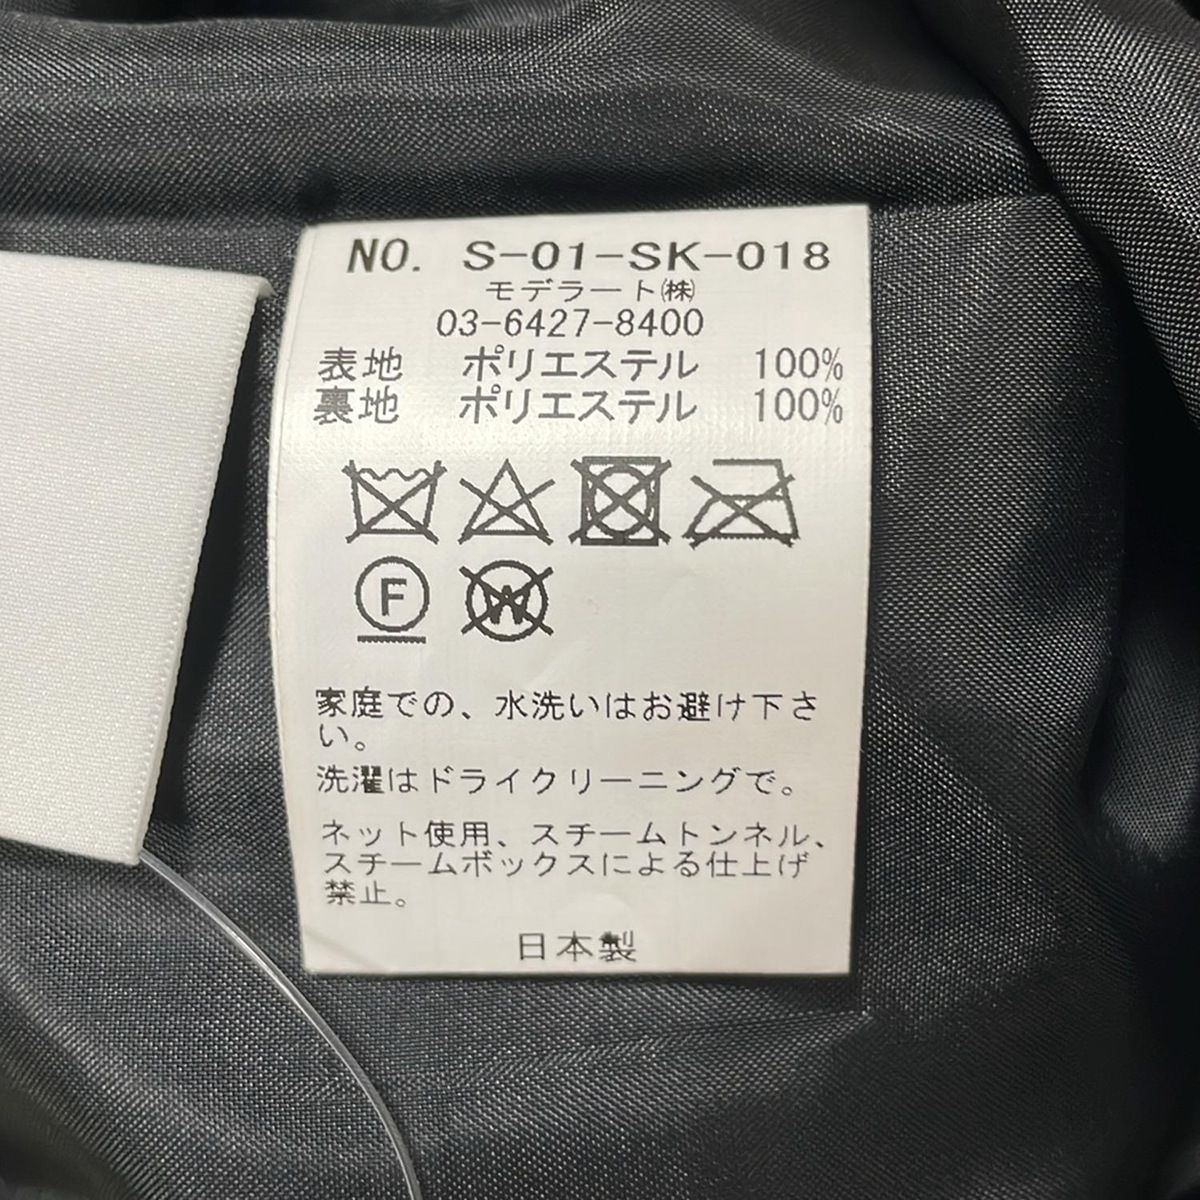 NO. S-01-SK-018
モデラート㈱
03-6427-8400
表地 ポリエステル 100%
裏地 ポリエステル 100%
F W
家庭での、水洗いはお避け下さ
い。
洗濯はドライクリーニングで。
ネット使用、スチームトンネル、
スチームボックスによる仕上げ
禁止。
日本製